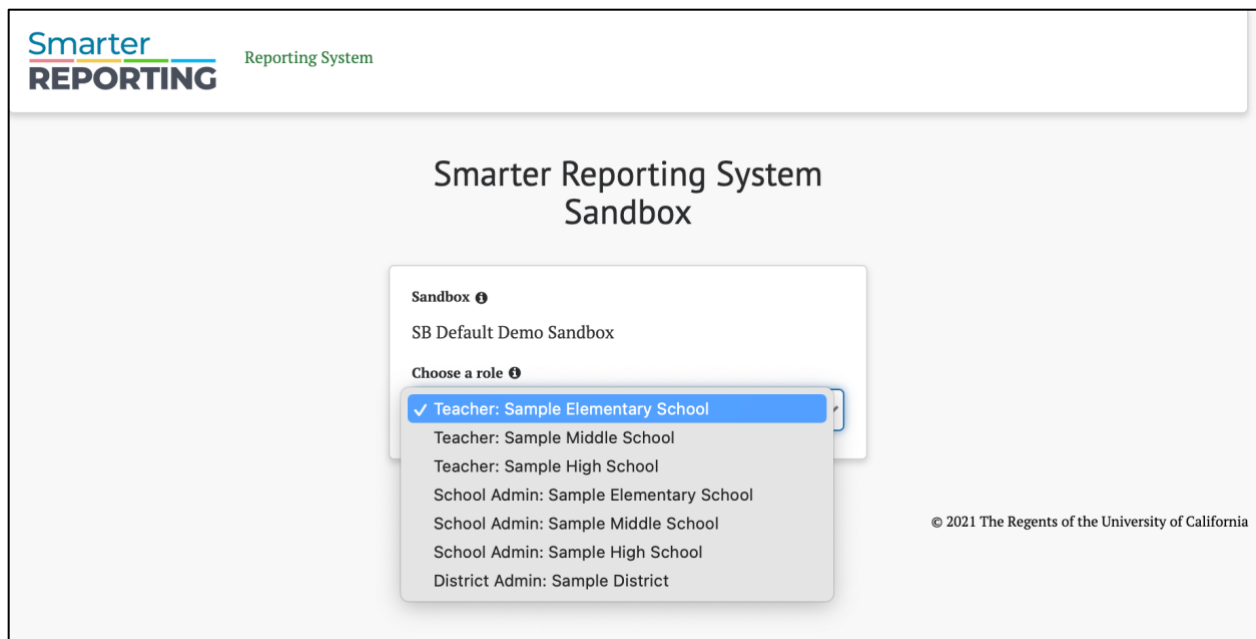 Smarter
REPORTING
Reporting System
Smarter Reporting System
Sandbox
Sandbox
SB Default Demo Sandbox
Choose a role
✓ Teacher: Sample Elementary School
Teacher: Sample Middle School
Teacher: Sample High School
School Admin: Sample Elementary School
School Admin: Sample Middle School
School Admin: Sample High School
District Admin: Sample District
© 2021 The Regents of the University of California